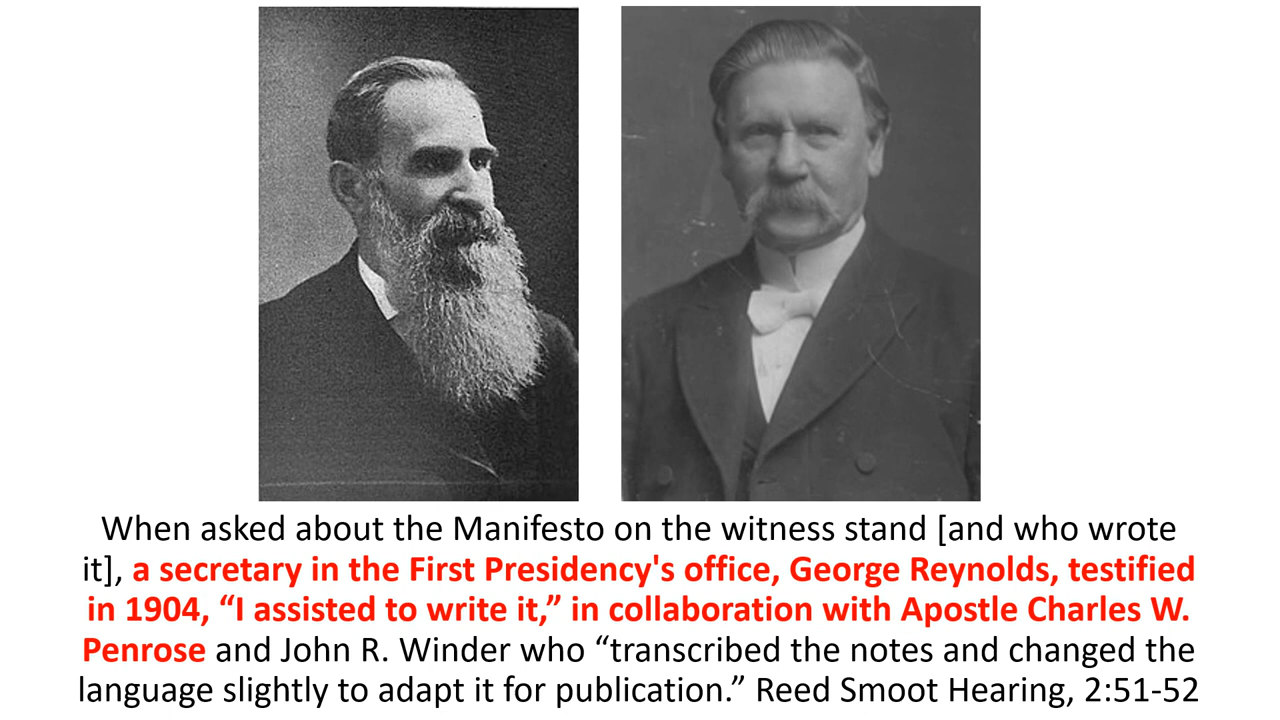 When asked about the Manifesto on the witness stand [and who wrote
it], a secretary in the First Presidency's office, George Reynolds, testified
in 1904, “I assisted to write it,” in collaboration with Apostle Charles W.
Penrose and John R. Winder who “transcribed the notes and changed the
language slightly to adapt it for publication.” Reed Smoot Hearing, 2:51-52